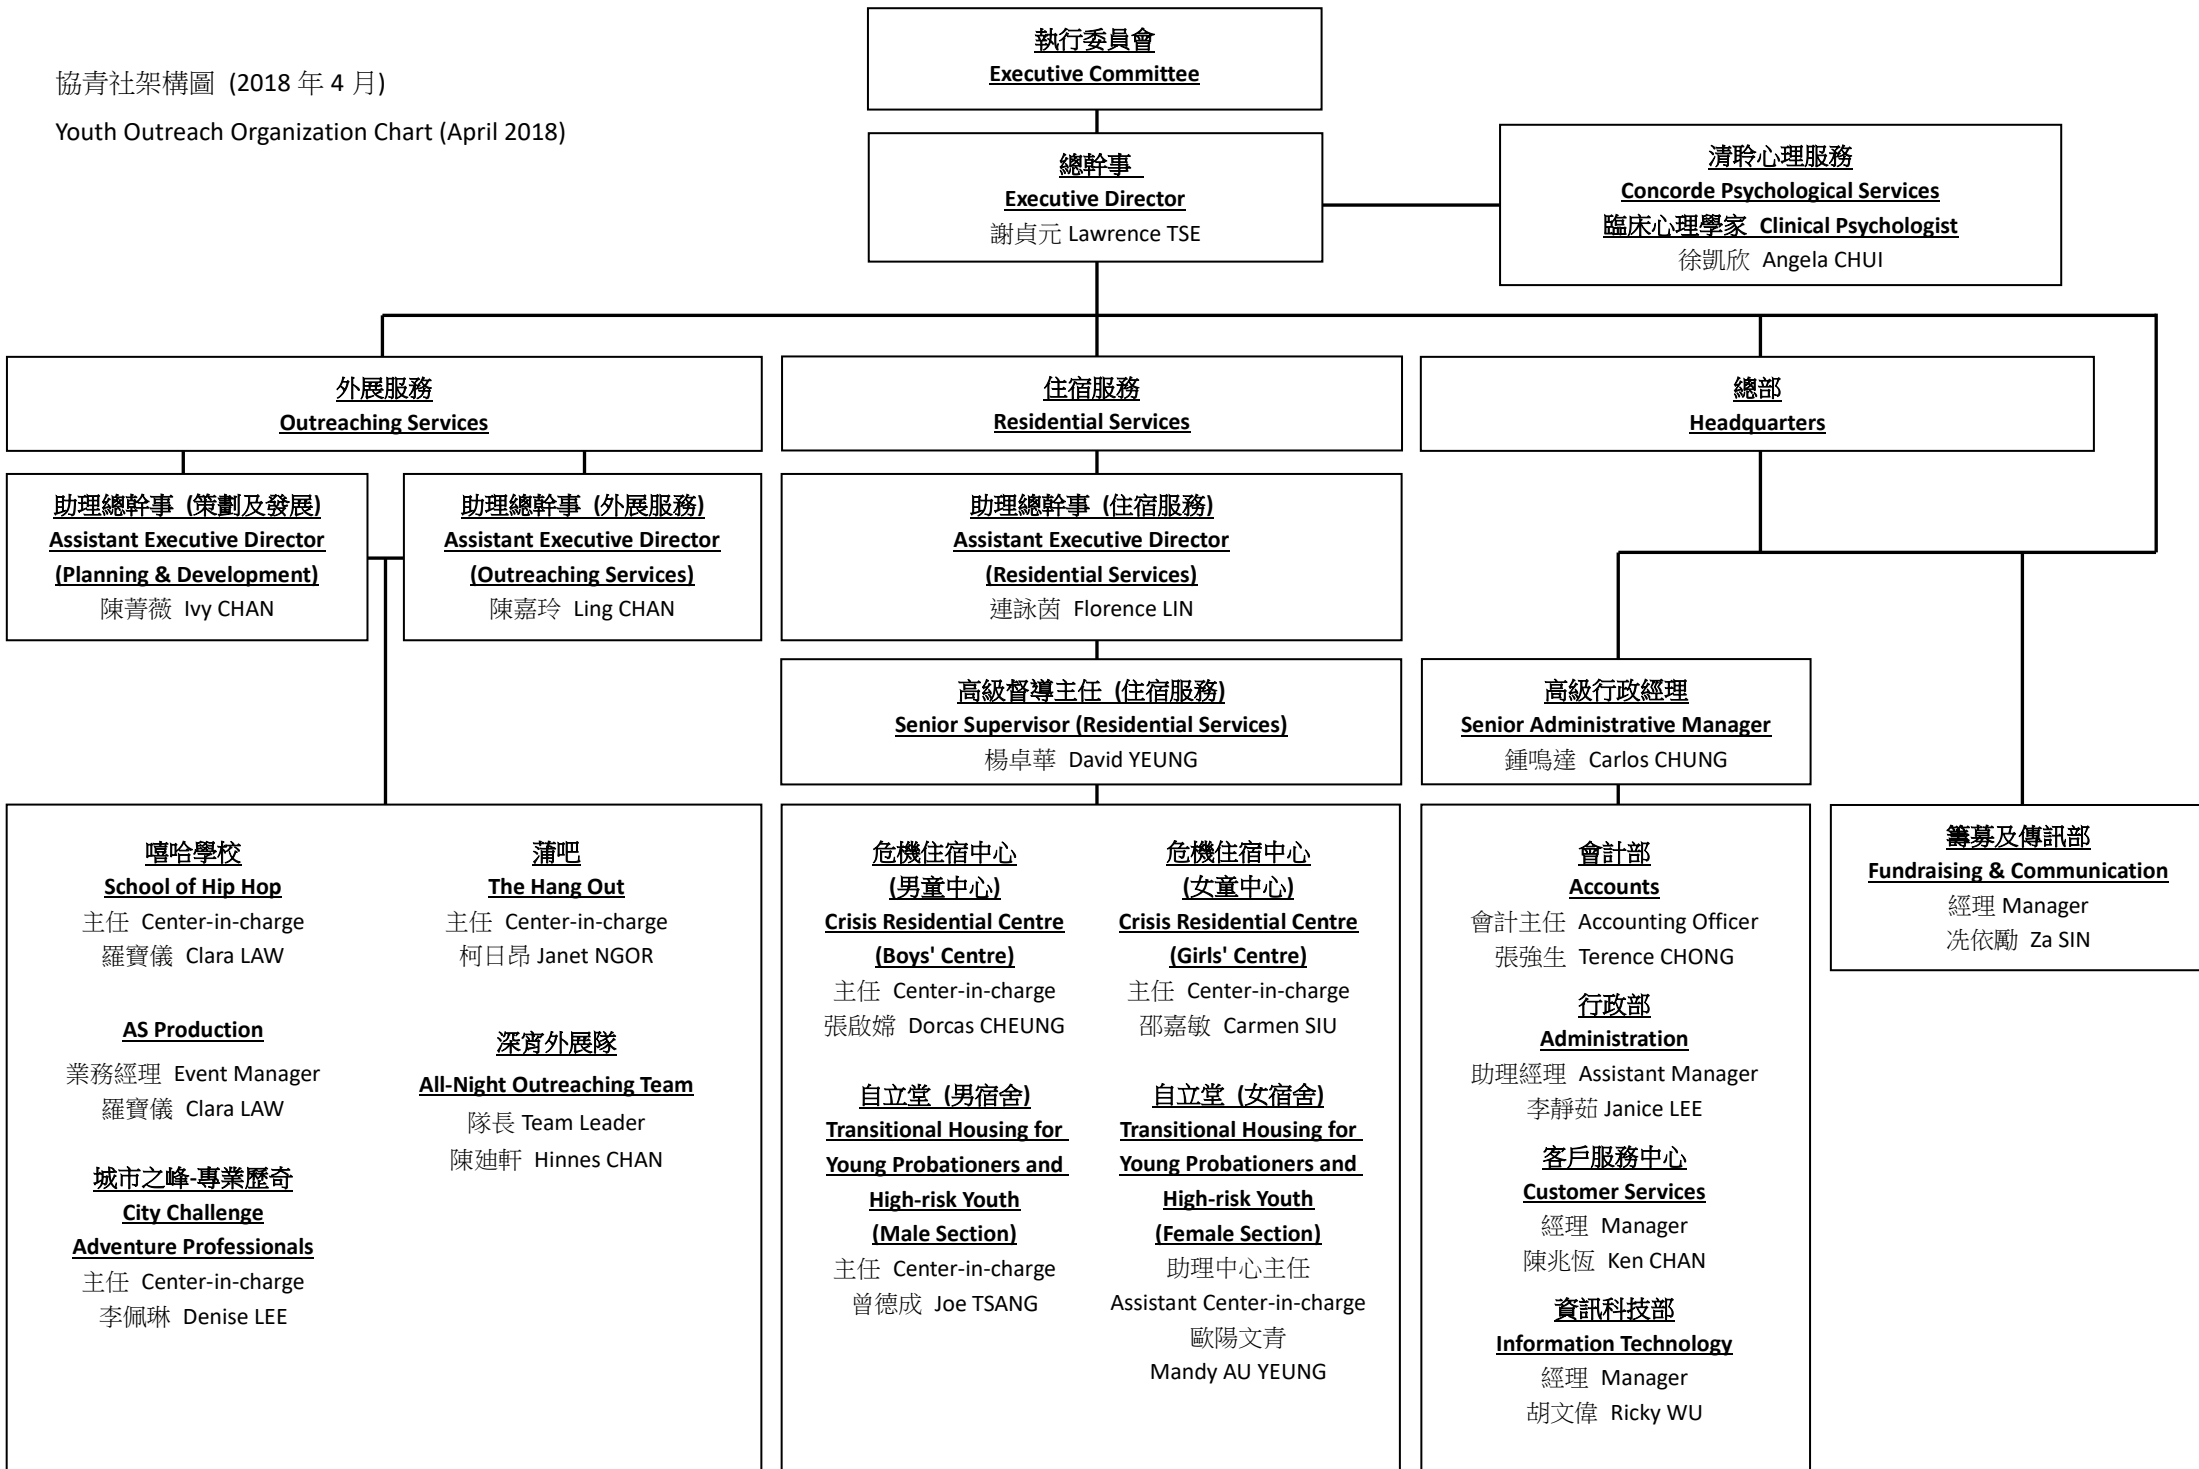 協青社架構圖 (2018 年 4 月)
Youth Outreach Organization Chart (April 2018)
執行委員會
Executive Committee
總幹事
Executive Director
謝貞元 Lawrence TSE
清聆心理服務
Concorde Psychological Services
臨床心理學家 Clinical Psychologist
徐凱欣 Angela CHUI
外展服務
Outreaching Services
住宿服務
Residential Services
總部
Headquarters
助理總幹事 (策劃及發展)
Assistant Executive Director
(Planning & Development)
陳菁薇 Ivy CHAN
助理總幹事 (外展服務)
Assistant Executive Director
(Outreaching Services)
陳嘉玲 Ling CHAN
助理總幹事 (住宿服務)
Assistant Executive Director
(Residential Services)
連詠茵 Florence LIN
高級督導主任 (住宿服務)
Senior Supervisor (Residential Services)
楊卓華 David YEUNG
高級行政經理
Senior Administrative Manager
鍾鳴達 Carlos CHUNG
嘻哈學校
School of Hip Hop
主任 Center-in-charge
羅寶儀 Clara LAW
AS Production
業務經理 Event Manager
羅寶儀 Clara LAW
城市之峰-專業歷奇
City Challenge
Adventure Professionals
主任 Center-in-charge
李佩琳 Denise LEE
蒲吧
The Hang Out
主任 Center-in-charge
柯日昂 Janet NGOR
深宵外展隊
All-Night Outreaching Team
隊長 Team Leader
陳廸軒 Hinnes CHAN
危機住宿中心
(男童中心)
Crisis Residential Centre
(Boys' Centre)
主任 Center-in-charge
張啟嫦 Dorcas CHEUNG
自立堂 (男宿舍)
Transitional Housing for
Young Probationers and
High-risk Youth
(Male Section)
主任 Center-in-charge
曾德成 Joe TSANG
危機住宿中心
(女童中心)
Crisis Residential Centre
(Girls' Centre)
主任 Center-in-charge
邵嘉敏 Carmen SIU
自立堂 (女宿舍)
Transitional Housing for
Young Probationers and
High-risk Youth
(Female Section)
助理中心主任
Assistant Center-in-charge
歐陽文青
Mandy AU YEUNG
會計部
Accounts
會計主任 Accounting Officer
張強生 Terence CHONG
行政部
Administration
助理經理 Assistant Manager
李靜茹 Janice LEE
客戶服務中心
Customer Services
經理 Manager
陳兆恆 Ken CHAN
資訊科技部
Information Technology
經理 Manager
胡文偉 Ricky WU
籌募及傳訊部
Fundraising & Communication
經理 Manager
冼依勵 Za SIN